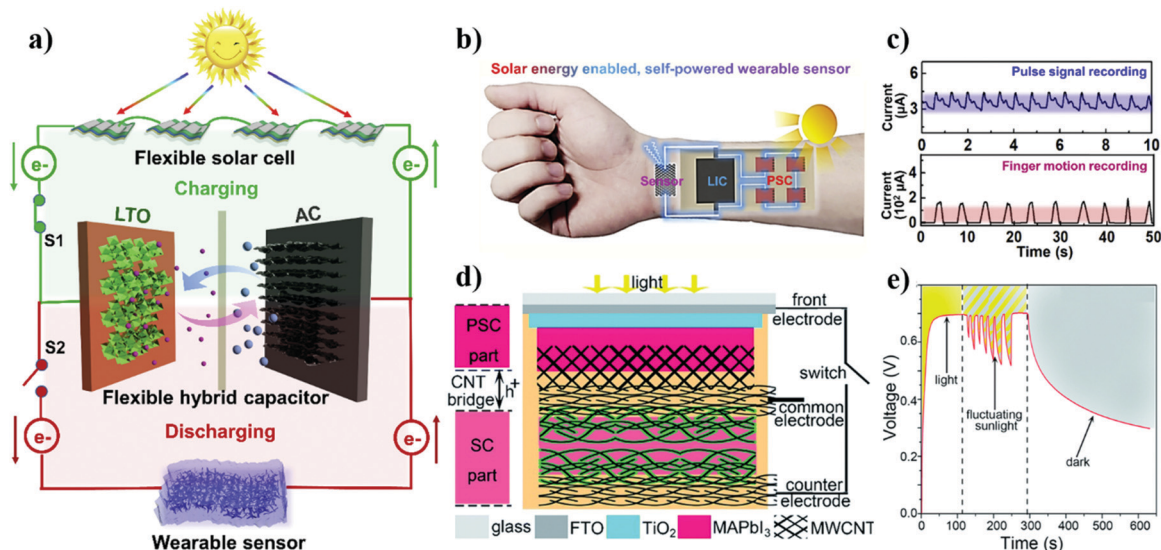 a)
Flexible solar cell
e-
e-
Charging
LTO
AC
S1
S2
Flexible hybrid capacitor
e-
e-
Discharging
Wearable sensor
b)
Solar energy enabled, self-powered wearable sensor
Sensor
LIC
PSC
c)
Pulse signal recording
Current
(μA)
6
3
0 2 4 6 8 10
Finger motion recording
Current
(10² μA)
4
2
0
0 10 20 30 40 50
Time (s)
d)
light
PSC
part
CNT
bridge
h+
SC
part
front
electrode
switch
common
electrode
counter
electrode
glass FTO TiO₂ MAPbI₃ MWCNT
e)
Voltage (V)
0.8
0.6
0.4
0.2
0.0
light
fluctuating
sunlight
dark
0 100 200 300 400 500 600
Time (s)